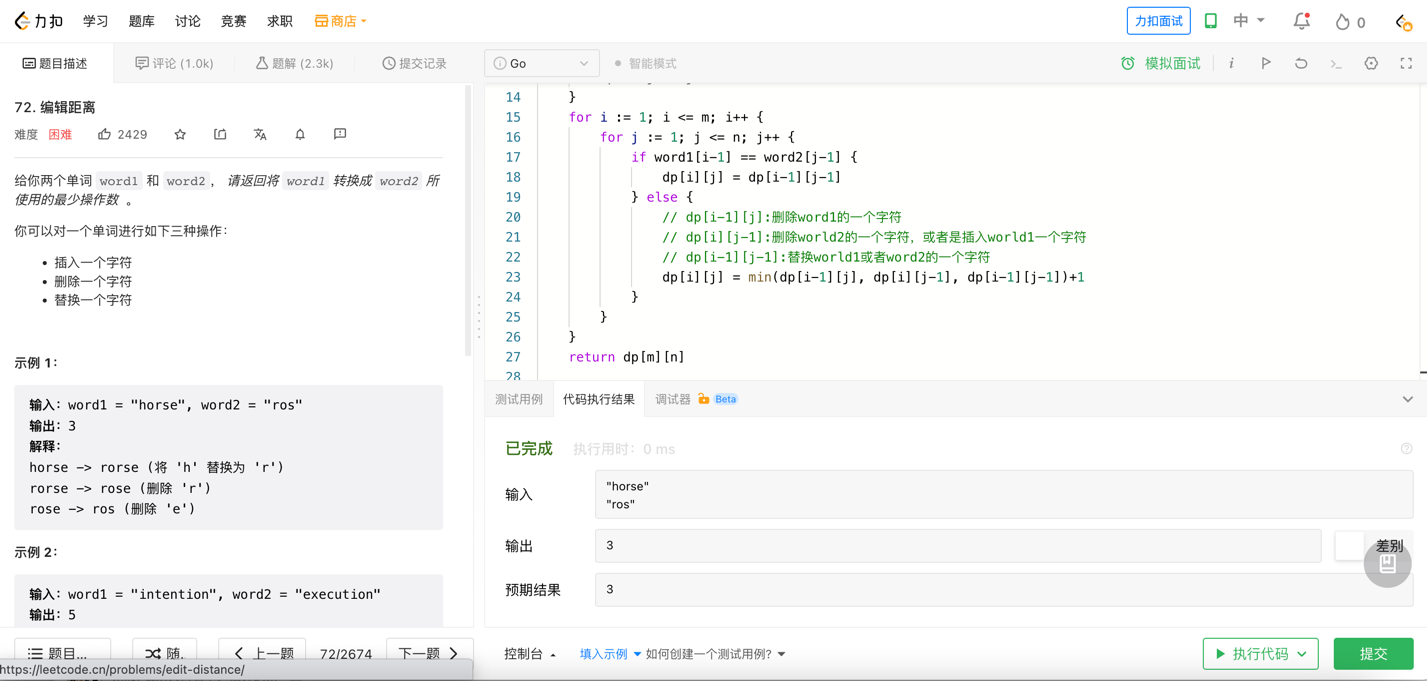 力扣 学习 题库 讨论 竞赛 求职 商店 力扣面试 中 0
题目描述 评论 (1.0k) 题解 (2.3k) 提交记录
72. 编辑距离
难度 困难 2429
给你两个单词 word1 和 word2， 请返回将 word1 转换成 word2 所
使用的最少操作数 。
你可以对一个单词进行如下三种操作：
• 插入一个字符
• 删除一个字符
• 替换一个字符
示例 1：
输入：word1 = "horse", word2 = "ros"
输出：3
解释：
horse -> rorse (将 'h' 替换为 'r')
rorse -> rose (删除 'r')
rose -> ros (删除 'e')
示例 2：
输入：word1 = "intention", word2 = "execution"
输出：5
题目... 随. 上一题 72/2674 下一题
https://leetcode.cn/problems/edit-distance/
Go 智能模式 模拟面试 i
14 }
15 for i := 1; i <= m; i++ {
16 for j := 1; j <= n; j++ {
17 if word1[i-1] == word2[j-1] {
18 dp[i][j] = dp[i-1][j-1]
19 } else {
20 // dp[i-1][j]:删除word1的一个字符
21 // dp[i][j-1]:删除world2的一个字符，或者是插入world1一个字符
22 // dp[i-1][j-1]:替换world1或者word2的一个字符
23 dp[i][j] = min(dp[i-1][j], dp[i][j-1], dp[i-1][j-1])+1
24 }
25 }
26 }
27 return dp[m][n]
28
测试用例 代码执行结果 调试器 Beta
已完成 执行用时：0 ms
输入
"horse"
"ros"
输出 3 差别
预期结果 3
控制台 填入示例 如何创建一个测试用例? 执行代码 提交